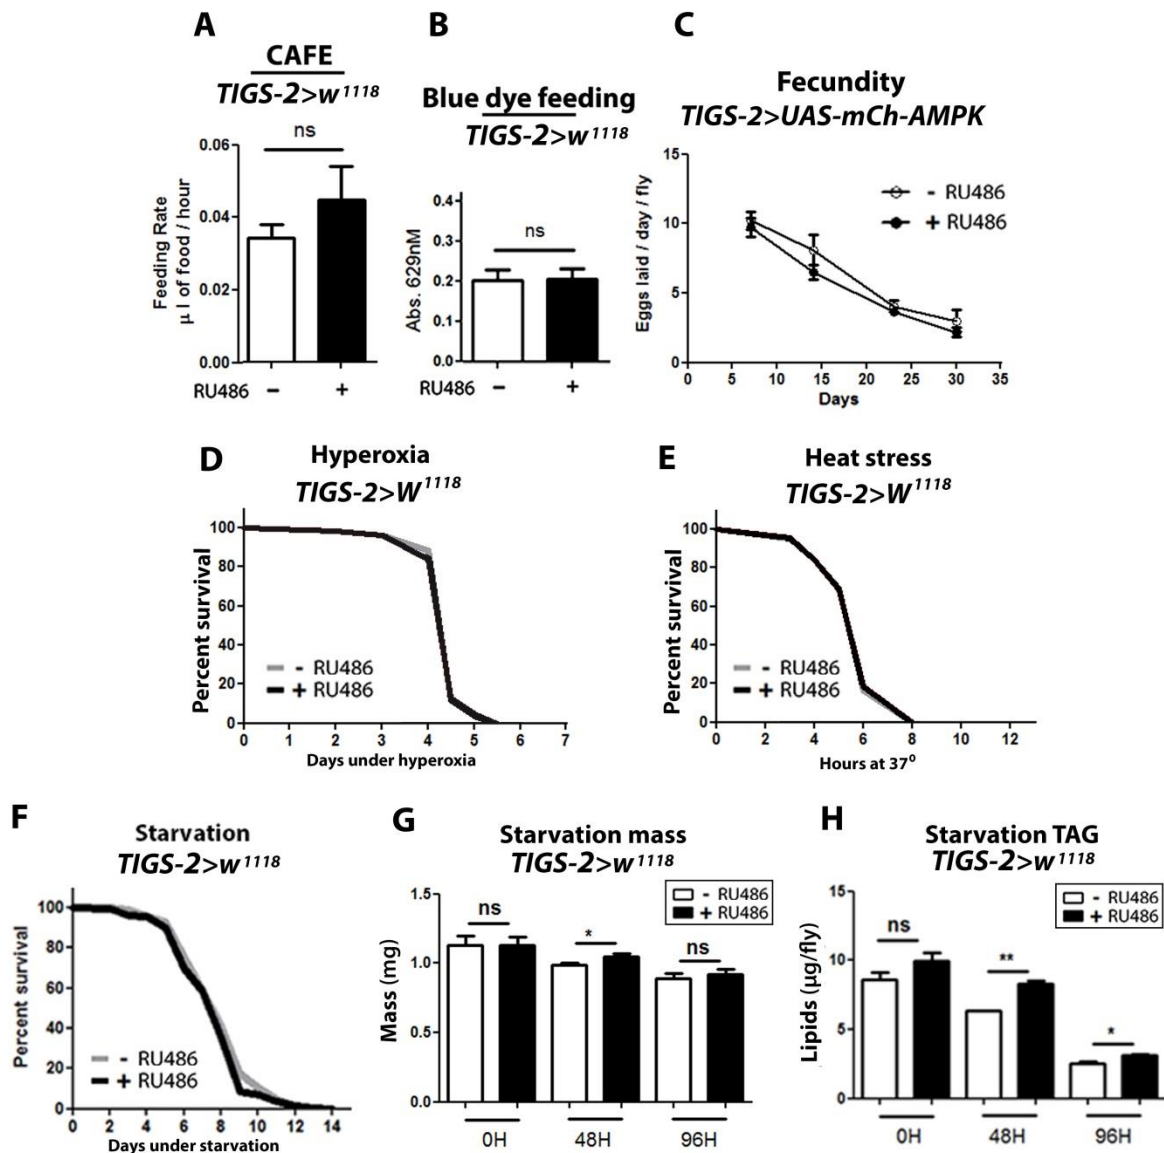 A
CAFE
TIGS-2>w1118
ns
0.06
0.04
0.02
0.00
Feeding Rate
µ l of food / hour
RU486 – +
B
Blue dye feeding
TIGS-2>w1118
ns
0.4
0.3
0.2
0.1
0.0
Abs. 629nM
RU486 – +
C
Fecundity
TIGS-2>UAS-mCh-AMPK
15
10
5
0
Eggs laid / day / fly
- RU486
+ RU486
0 5 10 15 20 25 30 35
Days
D
Hyperoxia
TIGS-2>W1118
100
80
60
40
20
0
Percent survival
- RU486
+ RU486
0 1 2 3 4 5 6 7
Days under hyperoxia
E
Heat stress
TIGS-2>W1118
100
80
60
40
20
0
Percent survival
- RU486
+ RU486
0 2 4 6 8 10 12
Hours at 37⁰
F
Starvation
TIGS-2>w1118
100
80
60
40
20
0
Percent survival
- RU486
+ RU486
0 2 4 6 8 10 12 14
Days under starvation
G
Starvation mass
TIGS-2>w1118
- RU486
+ RU486
1.5
1.0
0.5
0.0
Mass (mg)
ns * ns
0H 48H 96H
H
Starvation TAG
TIGS-2>w1118
- RU486
+ RU486
15
10
5
0
Lipids (µg/fly)
ns ** *
0H 48H 96H